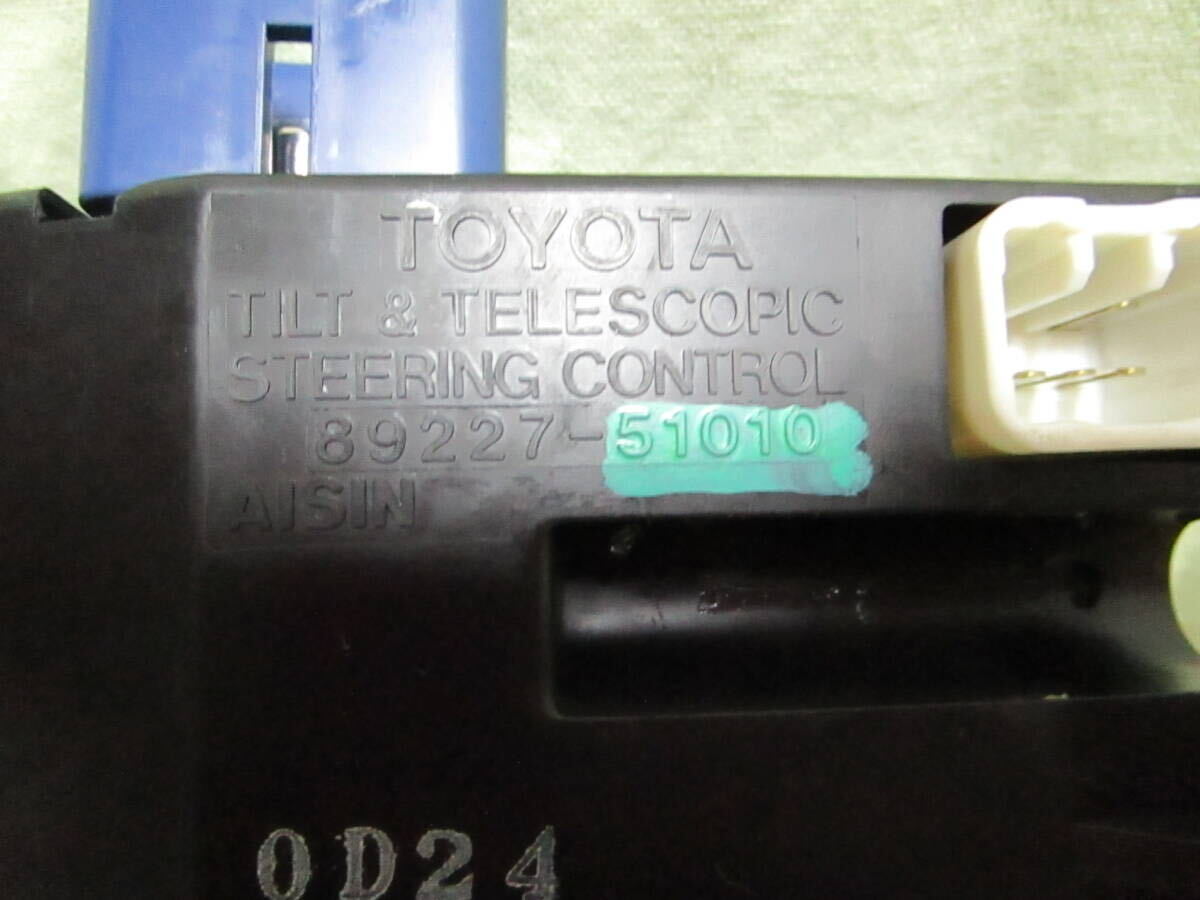 TOYOTA
TILT & TELESCOPIC
STEERING CONTROL
89227-51010
AISIN
0D24